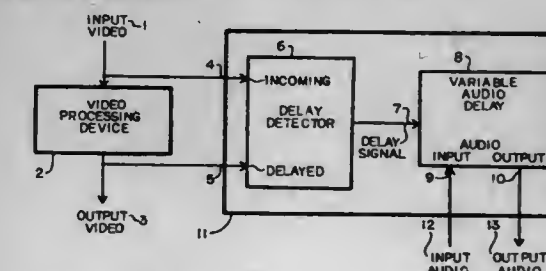 INPUT 1
VIDEO
4
6
INCOMING
DELAY
DETECTOR
DELAYED
VIDEO
PROCESSING
DEVICE
2
5
OUTPUT 3
VIDEO
11
7
DELAY
SIGNAL
8
VARIABLE
AUDIO
DELAY
AUDIO
INPUT OUTPUT
9 10
12 13
INPUT OUTPUT
AUDIO AUDIO